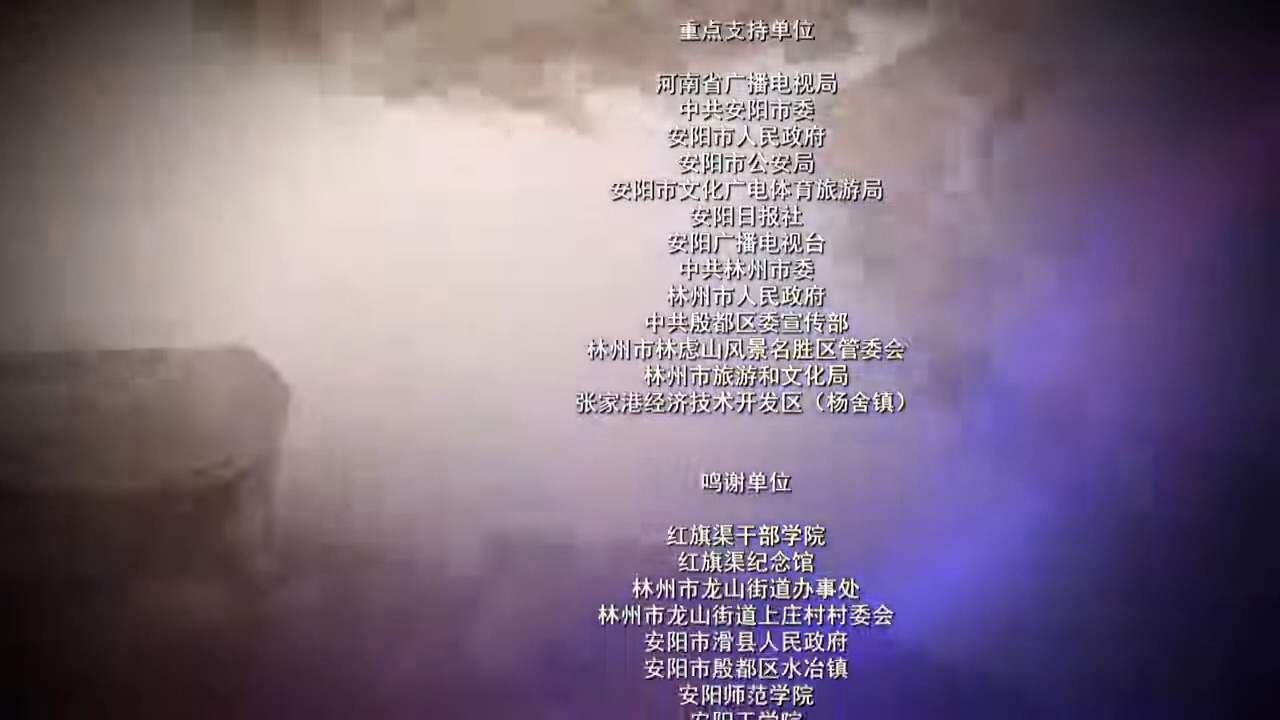 重点支持单位
河南省广播电视局
中共安阳市委
安阳市人民政府
安阳市公安局
安阳市文化广电体育旅游局
安阳日报社
安阳广播电视台
中共林州市委
林州市人民政府
中共殷都区委宣传部
林州市林虑山风景名胜区管委会
林州市旅游和文化局
张家港经济技术开发区（杨舍镇）
鸣谢单位
红旗渠干部学院
红旗渠纪念馆
林州市龙山街道办事处
林州市龙山街道上庄村村委会
安阳市滑县人民政府
安阳市殷都区水冶镇
安阳师范学院